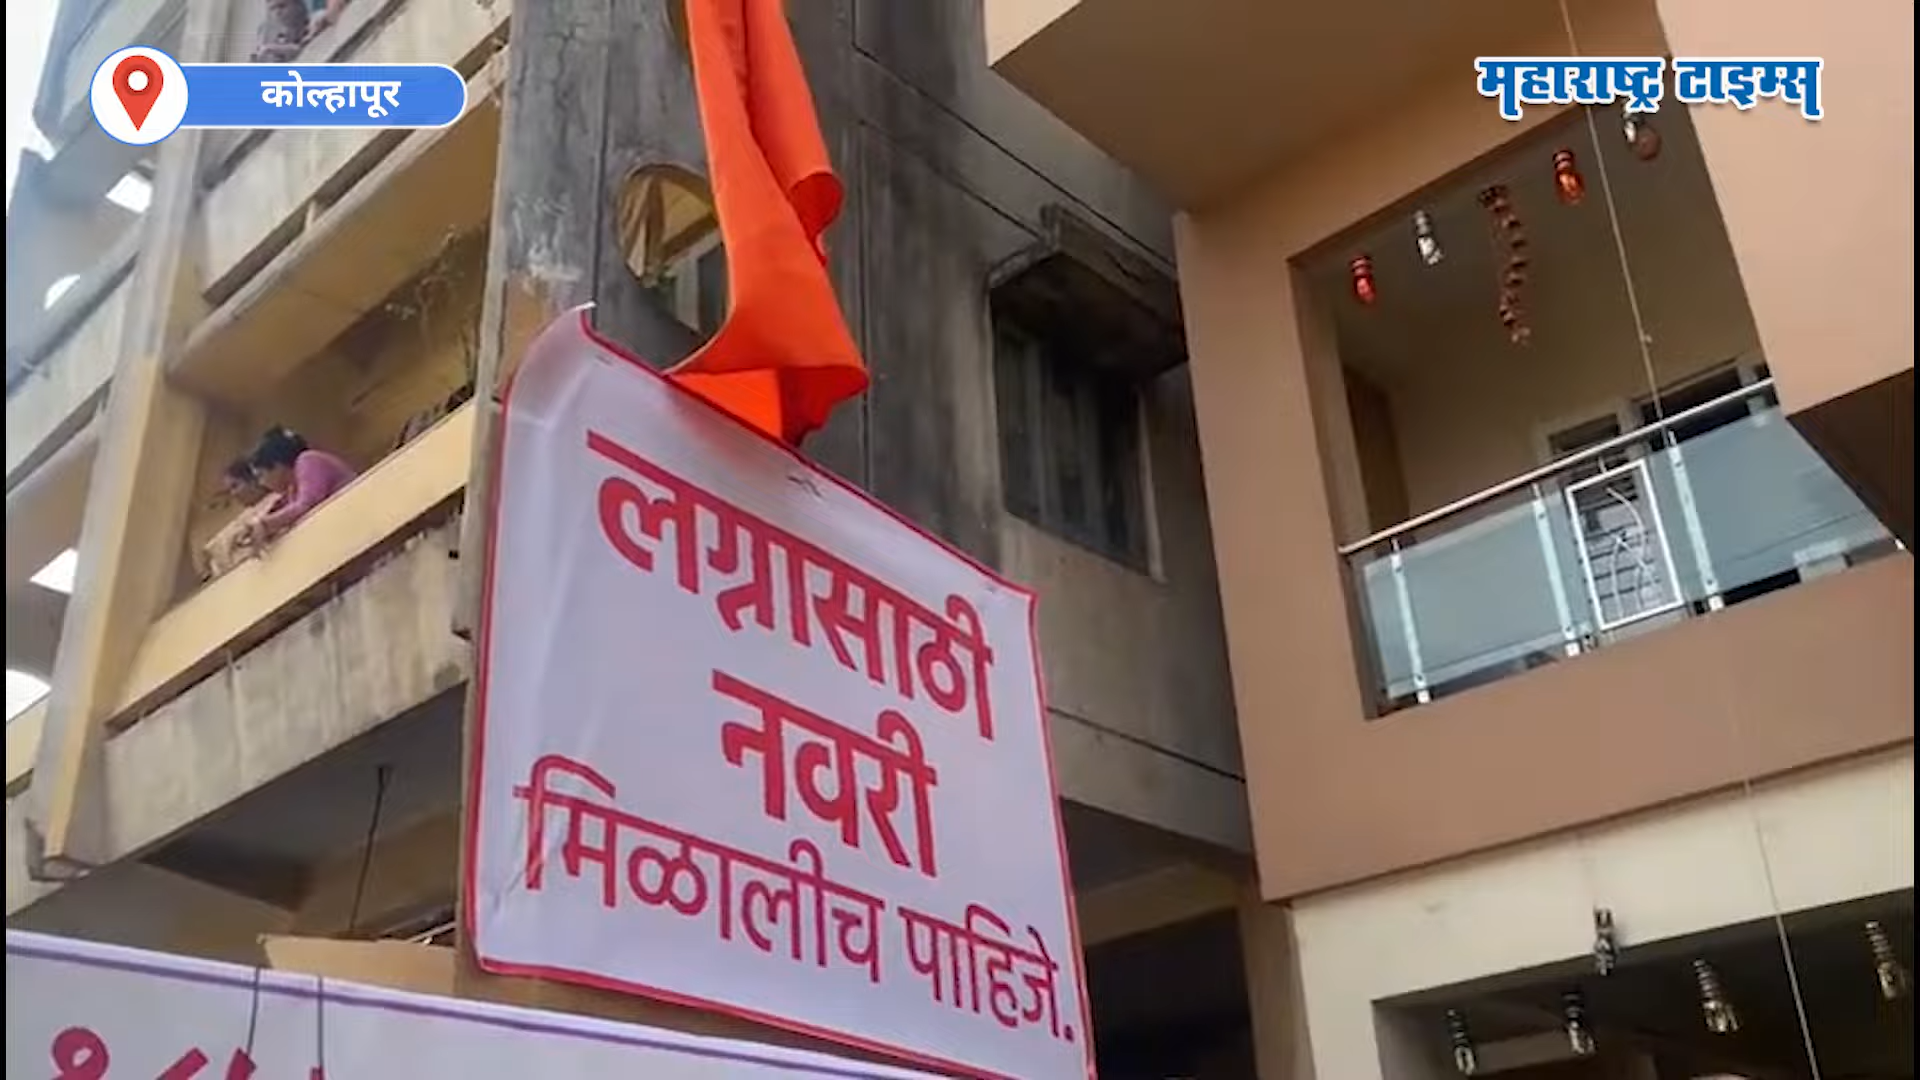 कोल्हापूर
महाराष्ट्र टाइम्स
लग्नासाठी
नवरी
मिळालीच पाहिजे.